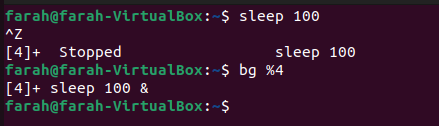 farah@farah-VirtualBox:~$ sleep 100
^Z
[4]+  Stopped                 sleep 100
farah@farah-VirtualBox:~$ bg %4
[4]+ sleep 100 &
farah@farah-VirtualBox:~$